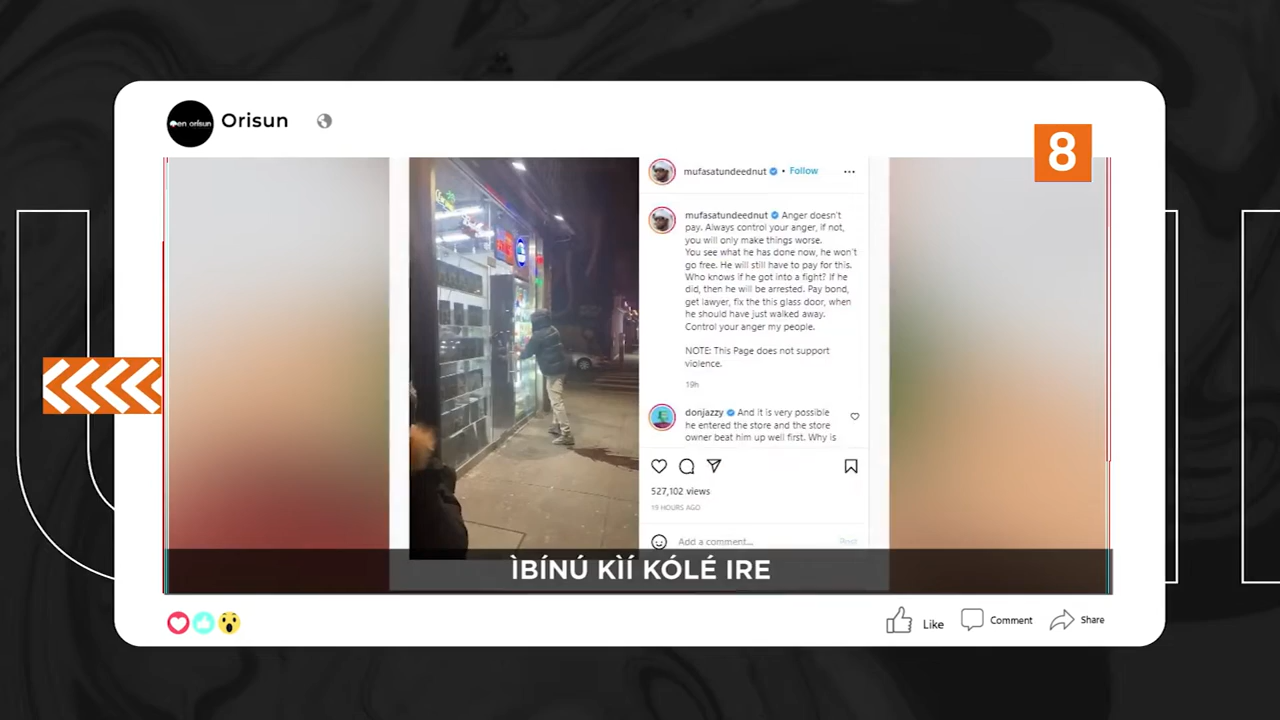 en orisun
Orisun
8
mufasatundeednut • Follow
mufasatundeednut Anger doesn't
pay. Always control your anger, if not,
you will only make things worse.
You see what he has done now, he won't
go free. He will still have to pay for this.
Who knows if he got into a fight? If he
did, then he will be arrested. Pay bond,
get lawyer, fix the this glass door, when
he should have just walked away.
Control your anger my people.
NOTE: This Page does not support
violence.
19h
donjazzy And it is very possible
he entered the store and the store
owner beat him up well first. Why is
527,102 views
19 HOURS AGO
Add a comment...
Post
ÌBÍNÚ KÌÍ KÓLÉ IRE
Like
Comment
Share